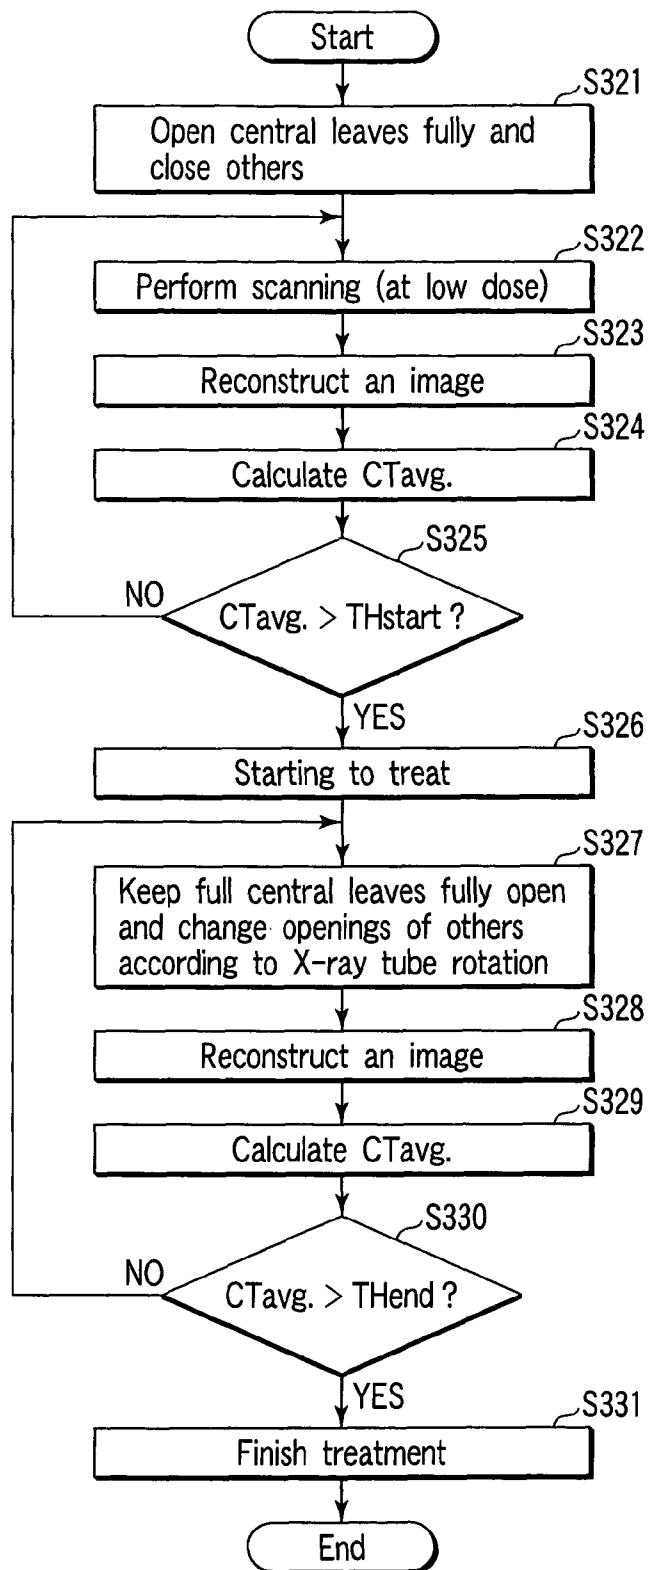 Start
S321
Open central leaves fully and
close others
S322
Perform scanning (at low dose)
S323
Reconstruct an image
S324
Calculate CTavg.
S325
NO
CTavg. > THstart ?
YES
S326
Starting to treat
S327
Keep full central leaves fully open
and change openings of others
according to X-ray tube rotation
S328
Reconstruct an image
S329
Calculate CTavg.
S330
NO
CTavg. > THend ?
YES
S331
Finish treatment
End